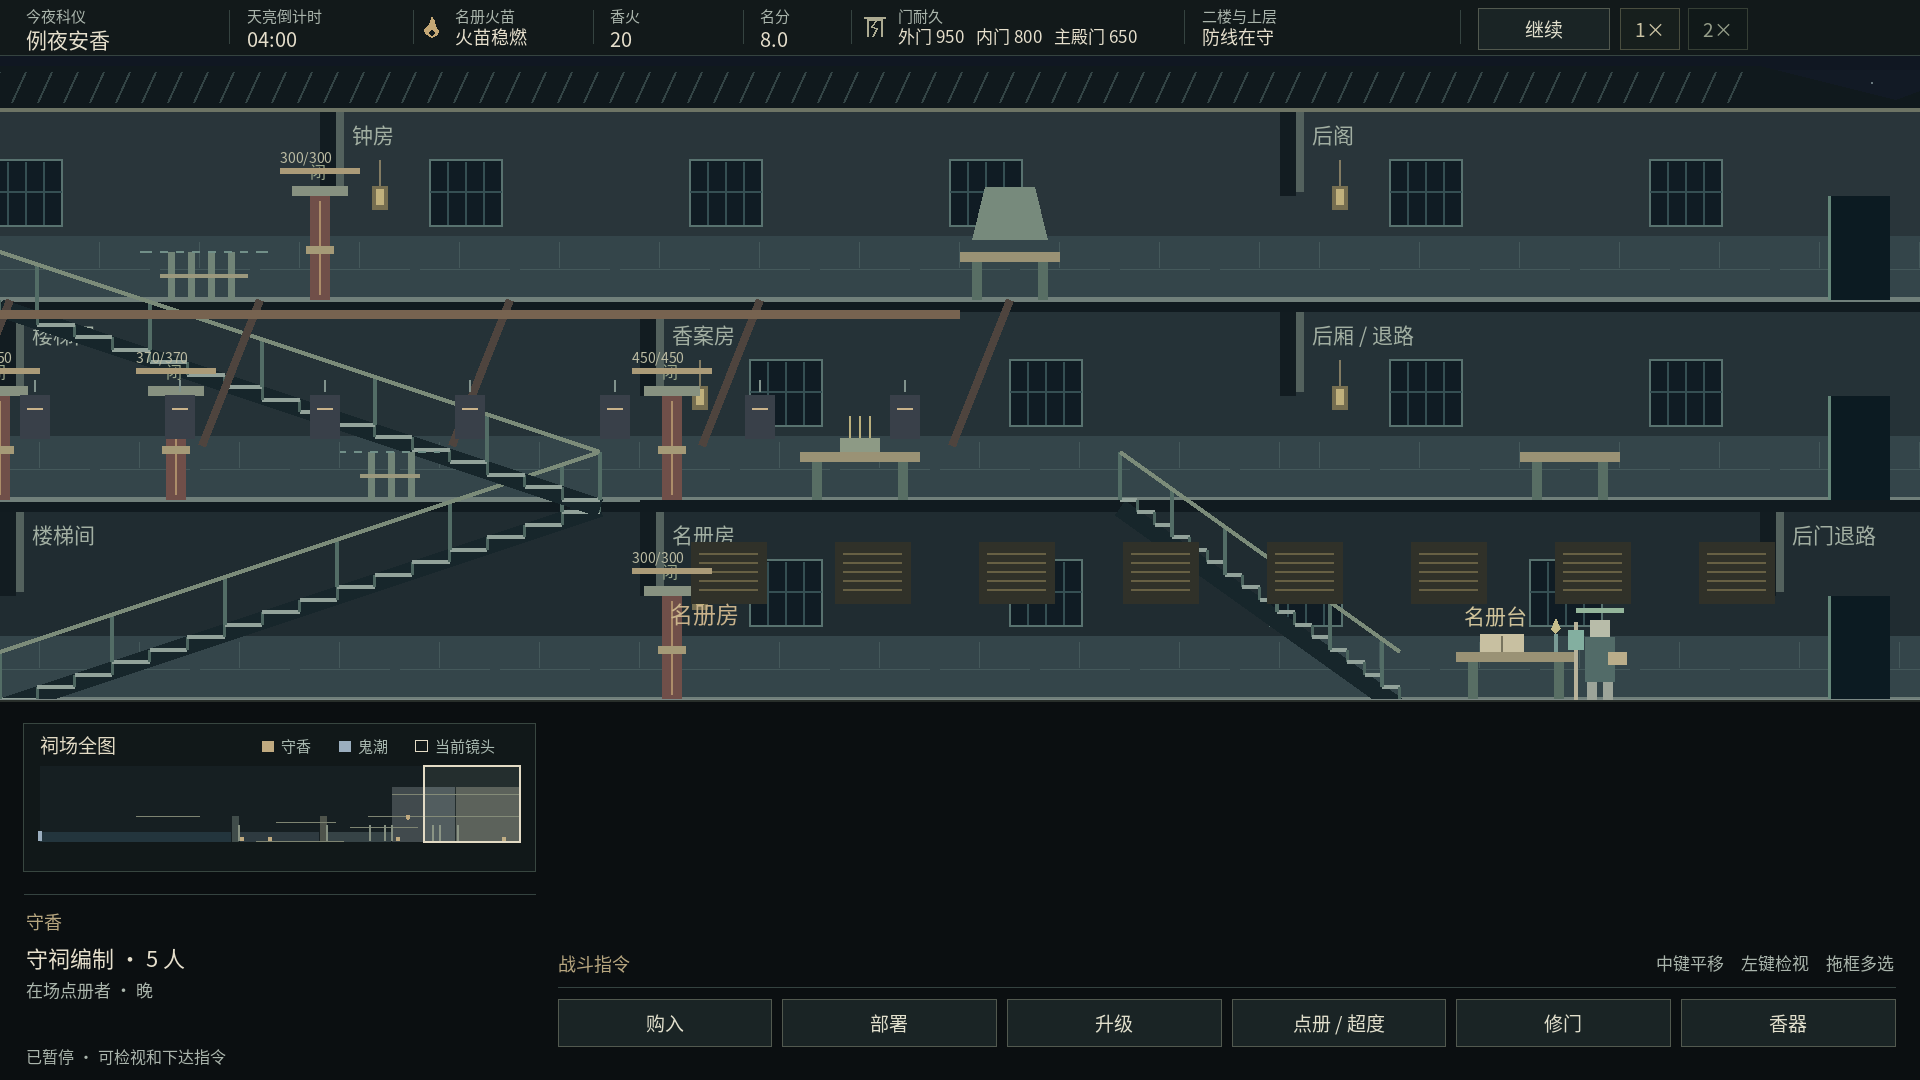 今夜科仪
例夜安香
天亮倒计时
04:00
名册火苗
火苗稳燃
香火
20
名分
8.0
门耐久
外门 950 内门 800 主殿门 650
二楼与上层
防线在守
继续
1×
2×
钟房
后阁
300/300
闭
香案房
后厢 / 退路
370/370
闭
450/450
闭
楼梯间
名册房
后门退路
300/300
闭
名册房
名册台
祠场全图
守香
鬼潮
当前镜头
守香
守祠编制 · 5 人
在场点册者 · 晚
已暂停 · 可检视和下达指令
战斗指令
中键平移 左键检视 拖框多选
购入
部署
升级
点册 / 超度
修门
香器